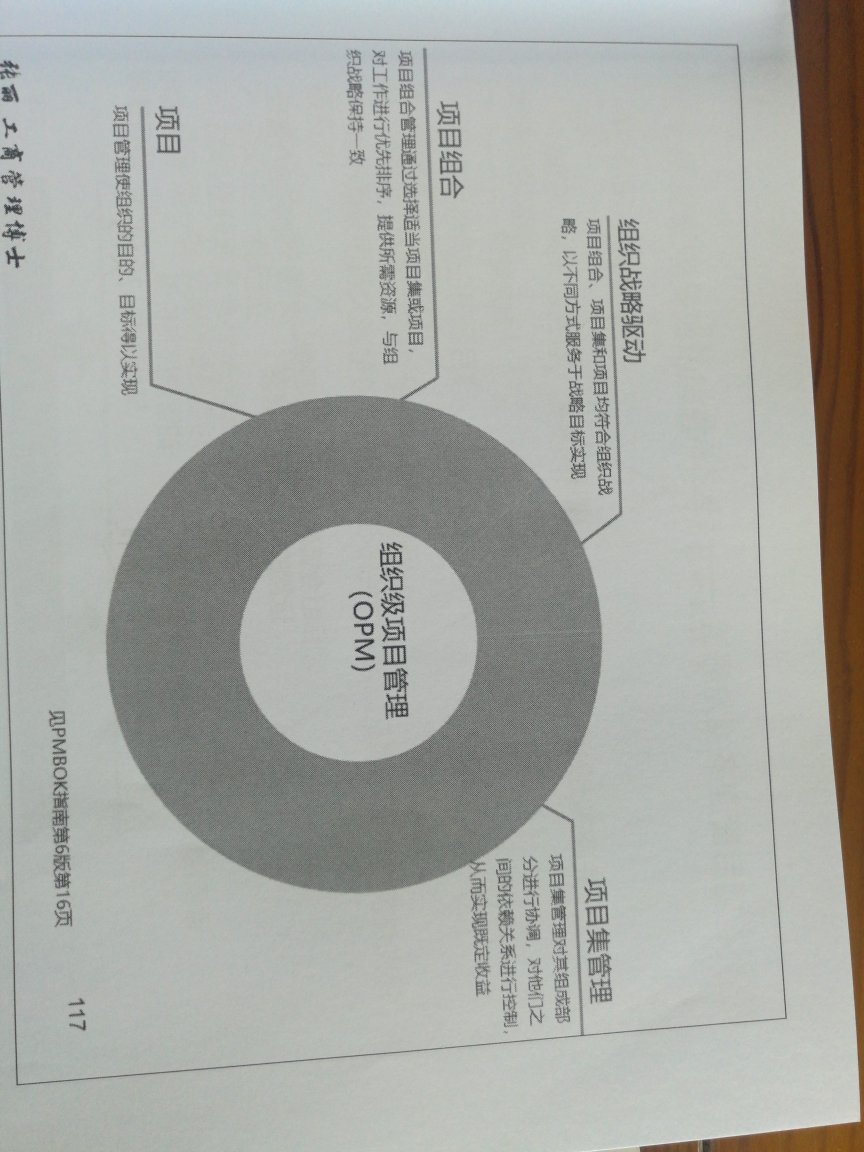 组织战略驱动
项目组合、项目集和项目均符合组织战
略，以不同方式服务于战略目标实现
项目组合
项目组合管理通过选择适当项目集或项目，
对工作进行优先排序，提供所需资源，与组
织战略保持一致
项目
项目管理使组织的目的、目标得以实现
组织级项目管理
(OPM)
项目集管理
项目集管理对其组成部
分进行协调，对他们之
间的依赖关系进行控制，
从而实现既定收益
见PMBOK指南第6版第16页
117
张丽 工商管理博士